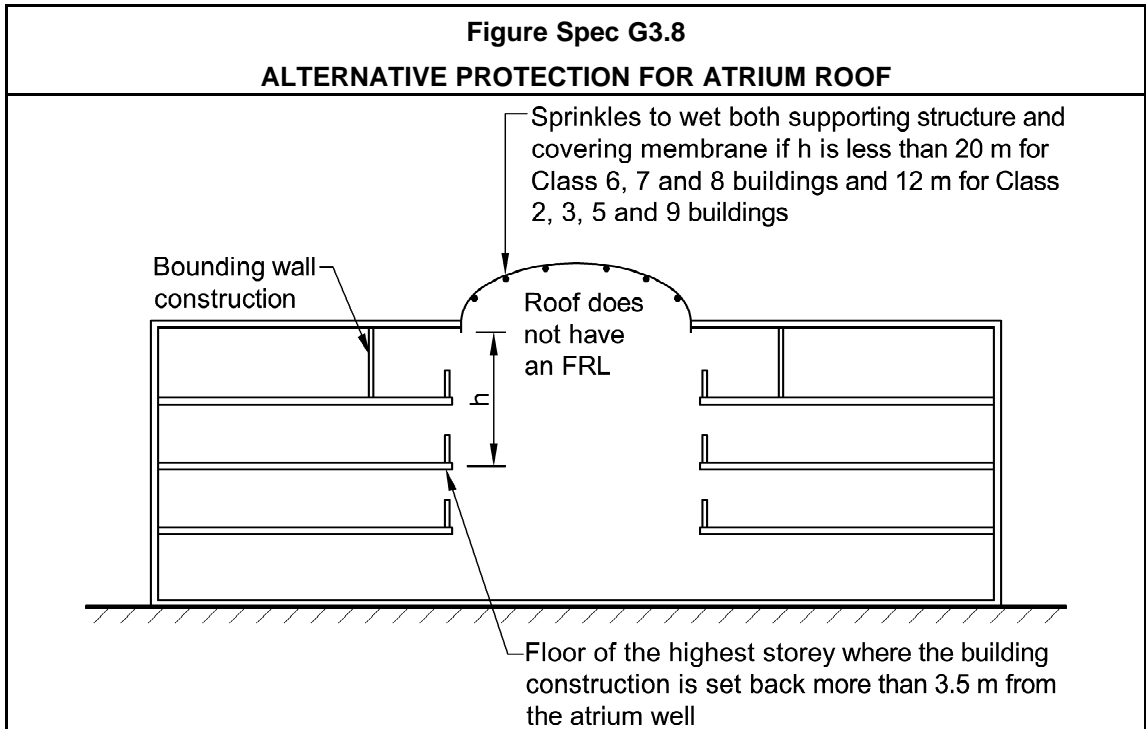 Figure Spec G3.8
ALTERNATIVE PROTECTION FOR ATRIUM ROOF
Sprinkles to wet both supporting structure and
covering membrane if h is less than 20 m for
Class 6, 7 and 8 buildings and 12 m for Class
2, 3, 5 and 9 buildings
Bounding wall
construction
Roof does
not have
an FRL
h
Floor of the highest storey where the building
construction is set back more than 3.5 m from
the atrium well